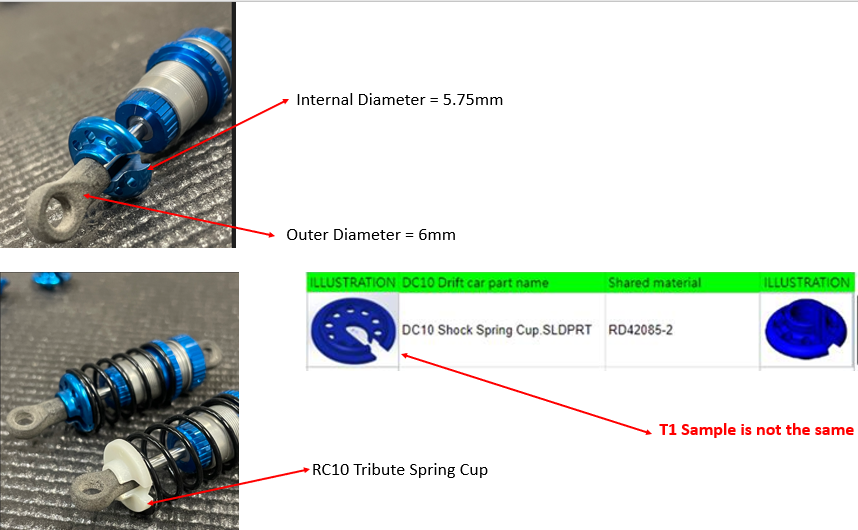 Internal Diameter = 5.75mm
Outer Diameter = 6mm
ILLUSTRATION DC10 Drift car part name Shared material ILLUSTRATION
DC10 Shock Spring Cup.SLDPRT RD42085-2
T1 Sample is not the same
RC10 Tribute Spring Cup